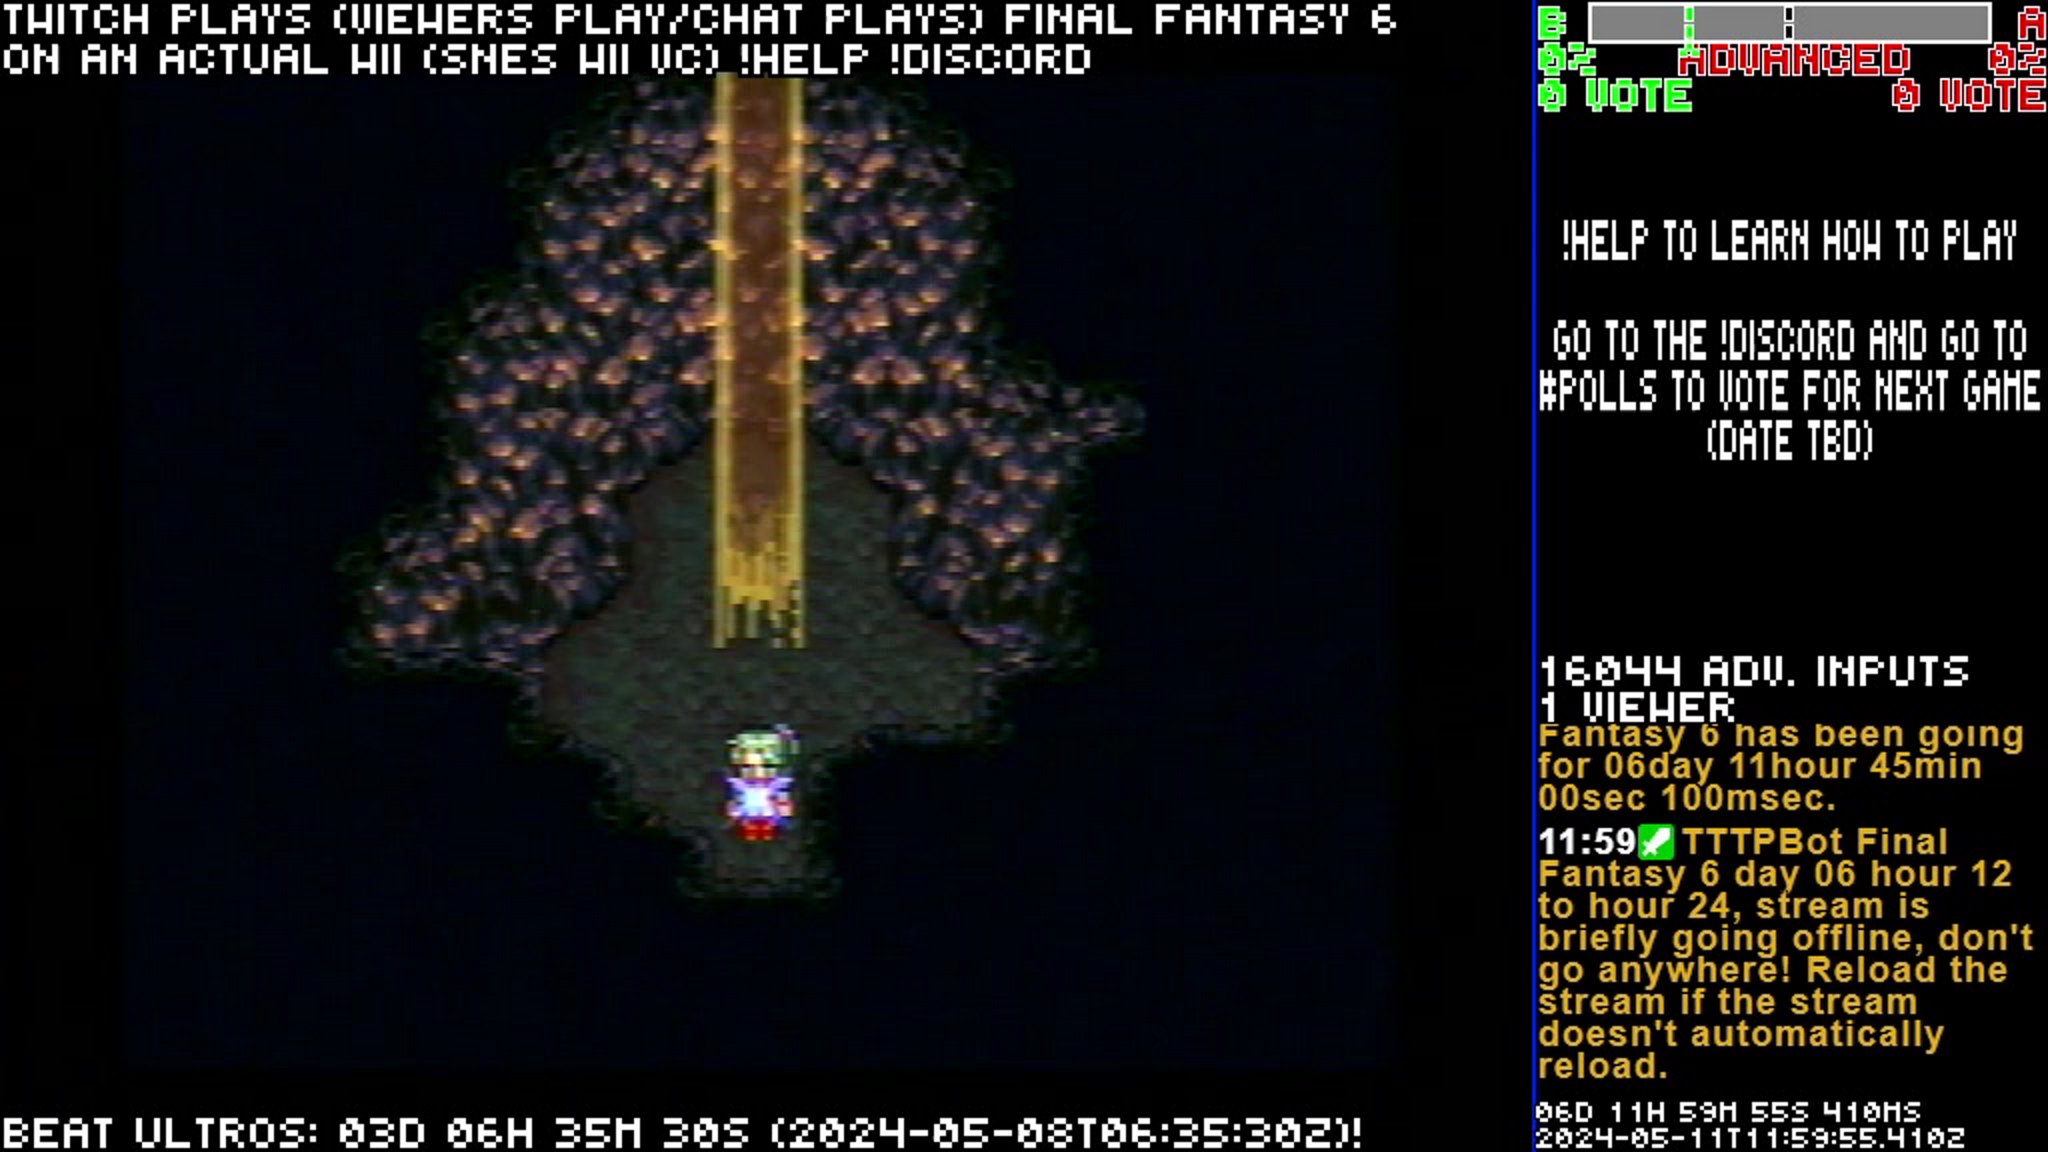 TWITCH PLAYS (VIEWERS PLAY/CHAT PLAYS) FINAL FANTASY 6
ON AN ACTUAL WII (SNES WII VC) !HELP !DISCORD
B A
0% ADVANCED 0%
0 VOTE 0 VOTE
!HELP TO LEARN HOW TO PLAY
GO TO THE !DISCORD AND GO TO
#POLLS TO VOTE FOR NEXT GAME
(DATE TBD)
16044 ADV. INPUTS
1 VIEWER
Fantasy 6 has been going
for 06day 11hour 45min
00sec 100msec.
11:59 TTTPBot Final
Fantasy 6 day 06 hour 12
to hour 24, stream is
briefly going offline, don't
go anywhere! Reload the
stream if the stream
doesn't automatically
reload.
06D 11H 59M 55S 410MS
2024-05-11T11:59:55.410Z
BEAT ULTROS: 03D 06H 35M 30S (2024-05-08T06:35:30Z)!